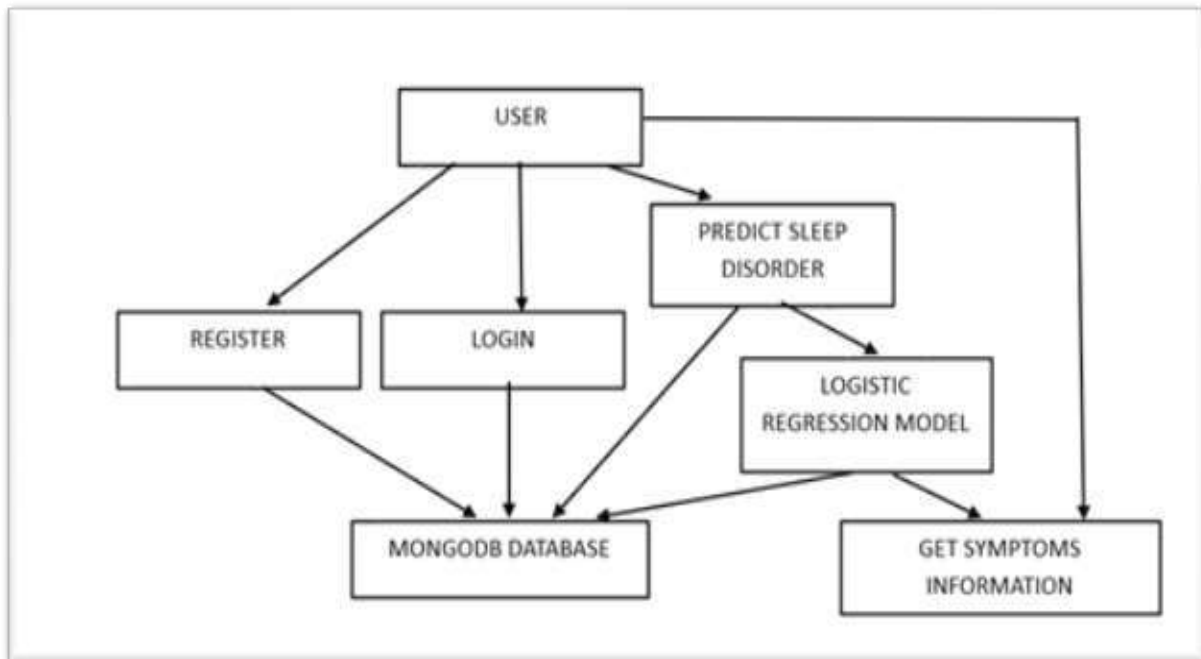 USER
PREDICT SLEEP
DISORDER
REGISTER
LOGIN
LOGISTIC
REGRESSION MODEL
MONGODB DATABASE
GET SYMPTOMS
INFORMATION